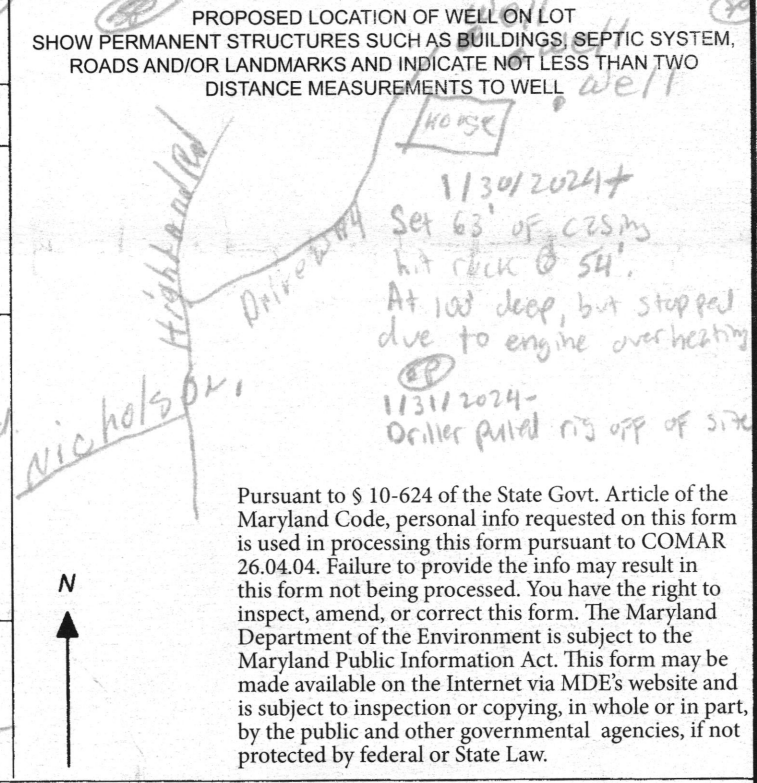 PROPOSED LOCATION OF WELL ON LOT
SHOW PERMANENT STRUCTURES SUCH AS BUILDINGS, SEPTIC SYSTEM,
ROADS AND/OR LANDMARKS AND INDICATE NOT LESS THAN TWO
DISTANCE MEASUREMENTS TO WELL
well
well
well
House
Highland Rd
Driveway
Nicholson
1/30/2024
Set 63' of casing
hit rock @ 54'.
At 100' deep, but stopped
due to engine overheating
1/31/2024-
Driller pulled rig off of site
Pursuant to § 10-624 of the State Govt. Article of the
Maryland Code, personal info requested on this form
is used in processing this form pursuant to COMAR
26.04.04. Failure to provide the info may result in
this form not being processed. You have the right to
inspect, amend, or correct this form. The Maryland
Department of the Environment is subject to the
Maryland Public Information Act. This form may be
made available on the Internet via MDE's website and
is subject to inspection or copying, in whole or in part,
by the public and other governmental agencies, if not
protected by federal or State Law.
N